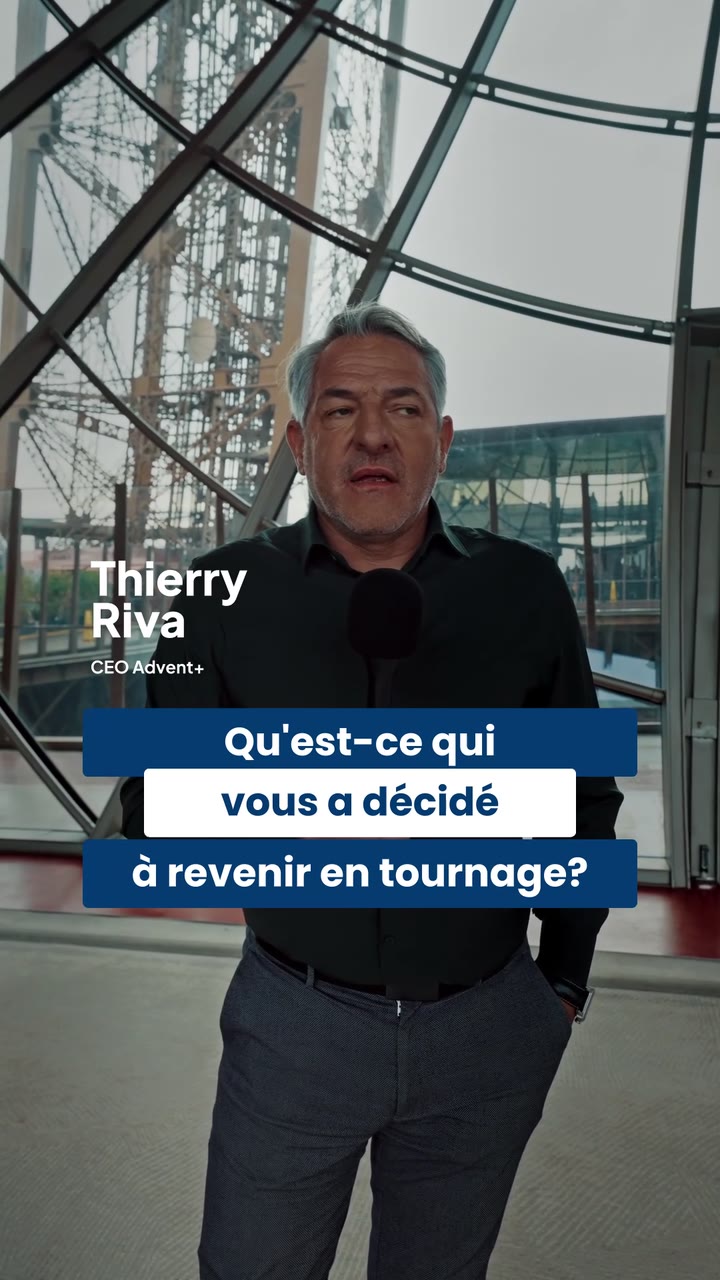 Thierry
Riva
CEO Advent+
Qu'est-ce qui
vous a décidé
à revenir en tournage?